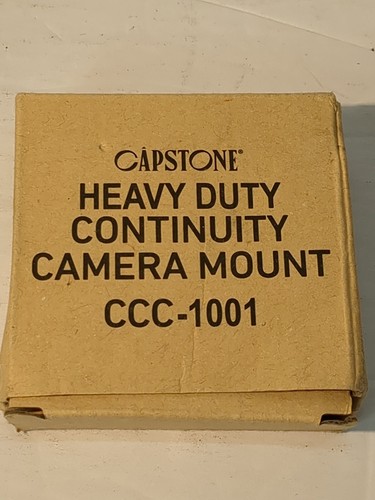 CAPSTONE®
HEAVY DUTY
CONTINUITY
CAMERA MOUNT
CCC-1001